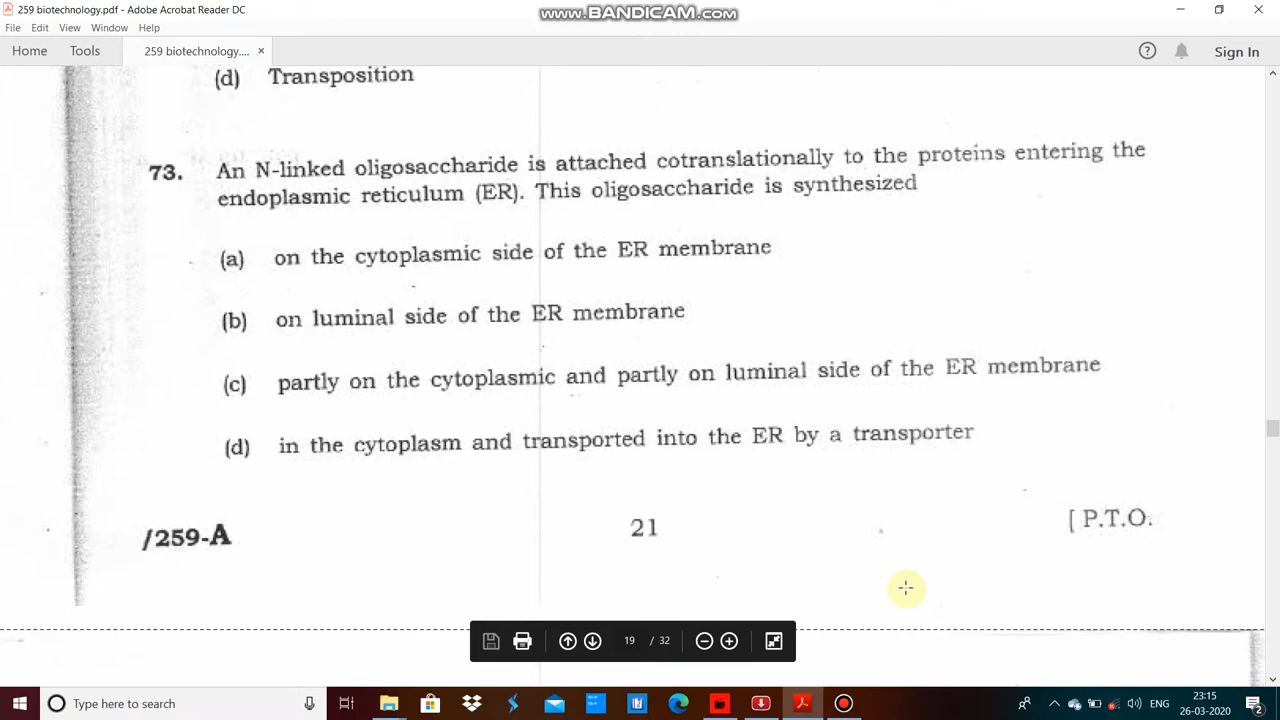 259 biotechnology.pdf - Adobe Acrobat Reader DC
www.BANDICAM.com
File Edit View Window Help
Home Tools 259 biotechnology.... × Sign In
(d) Transposition
73. An N-linked oligosaccharide is attached cotranslationally to the proteins entering the
endoplasmic reticulum (ER). This oligosaccharide is synthesized
(a) on the cytoplasmic side of the ER membrane
(b) on luminal side of the ER membrane
(c) partly on the cytoplasmic and partly on luminal side of the ER membrane
(d) in the cytoplasm and transported into the ER by a transporter
/259-A 21 [ P.T.O.
19 / 32
Type here to search
ENG
23:15
26-03-2020
2